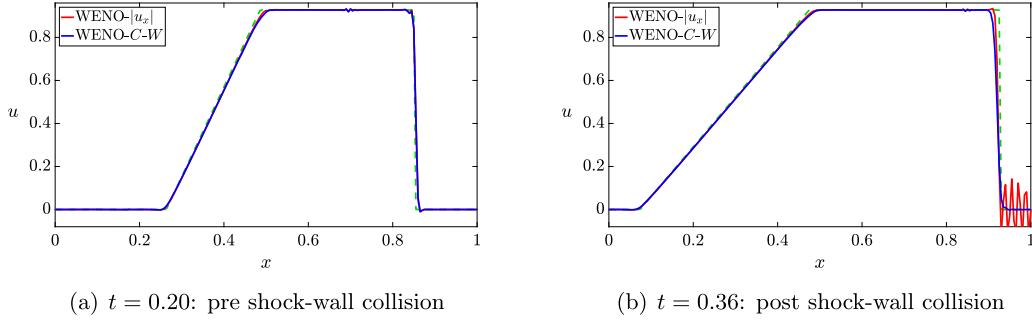 WENO-|uₓ|
WENO-C-W
0.8
0.6
u
0.4
0.2
0
0 0.2 0.4 0.6 0.8 1
x
(a) t = 0.20: pre shock-wall collision
WENO-|uₓ|
WENO-C-W
0.8
0.6
u
0.4
0.2
0
0 0.2 0.4 0.6 0.8 1
x
(b) t = 0.36: post shock-wall collision